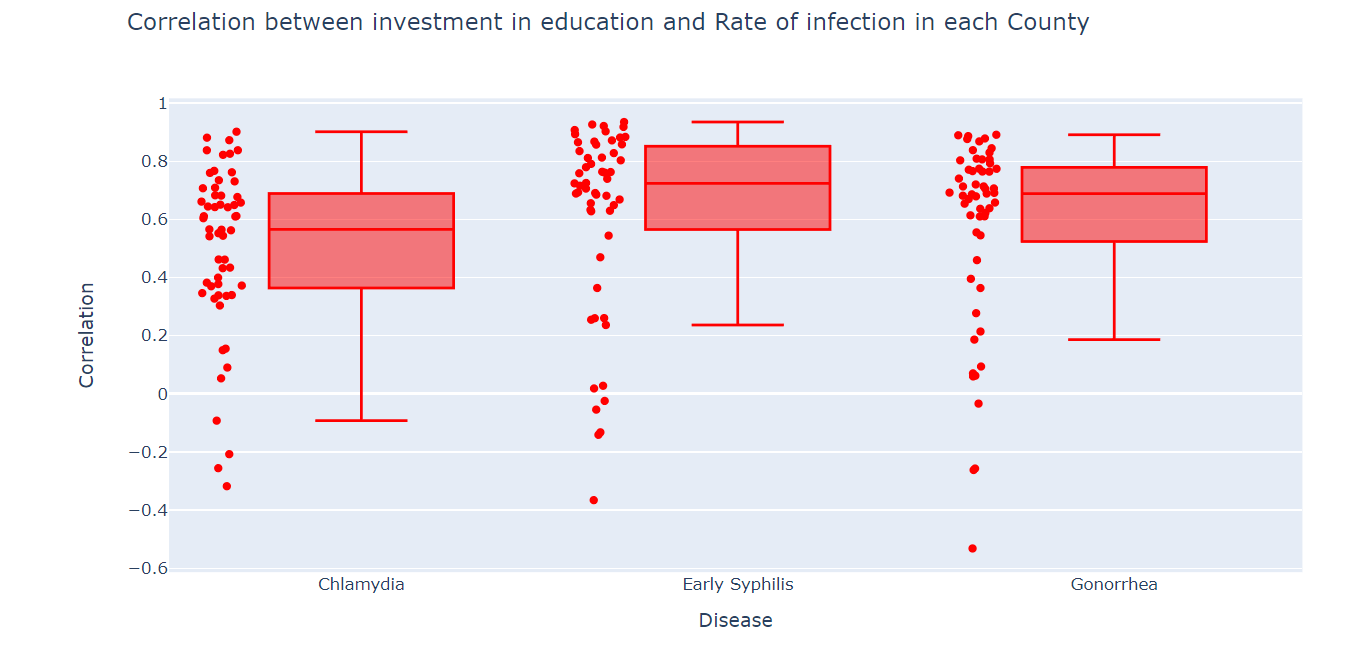 Correlation between investment in education and Rate of infection in each County
1
0.8
0.6
0.4
0.2
0
−0.2
−0.4
−0.6
Correlation
Chlamydia
Early Syphilis
Gonorrhea
Disease